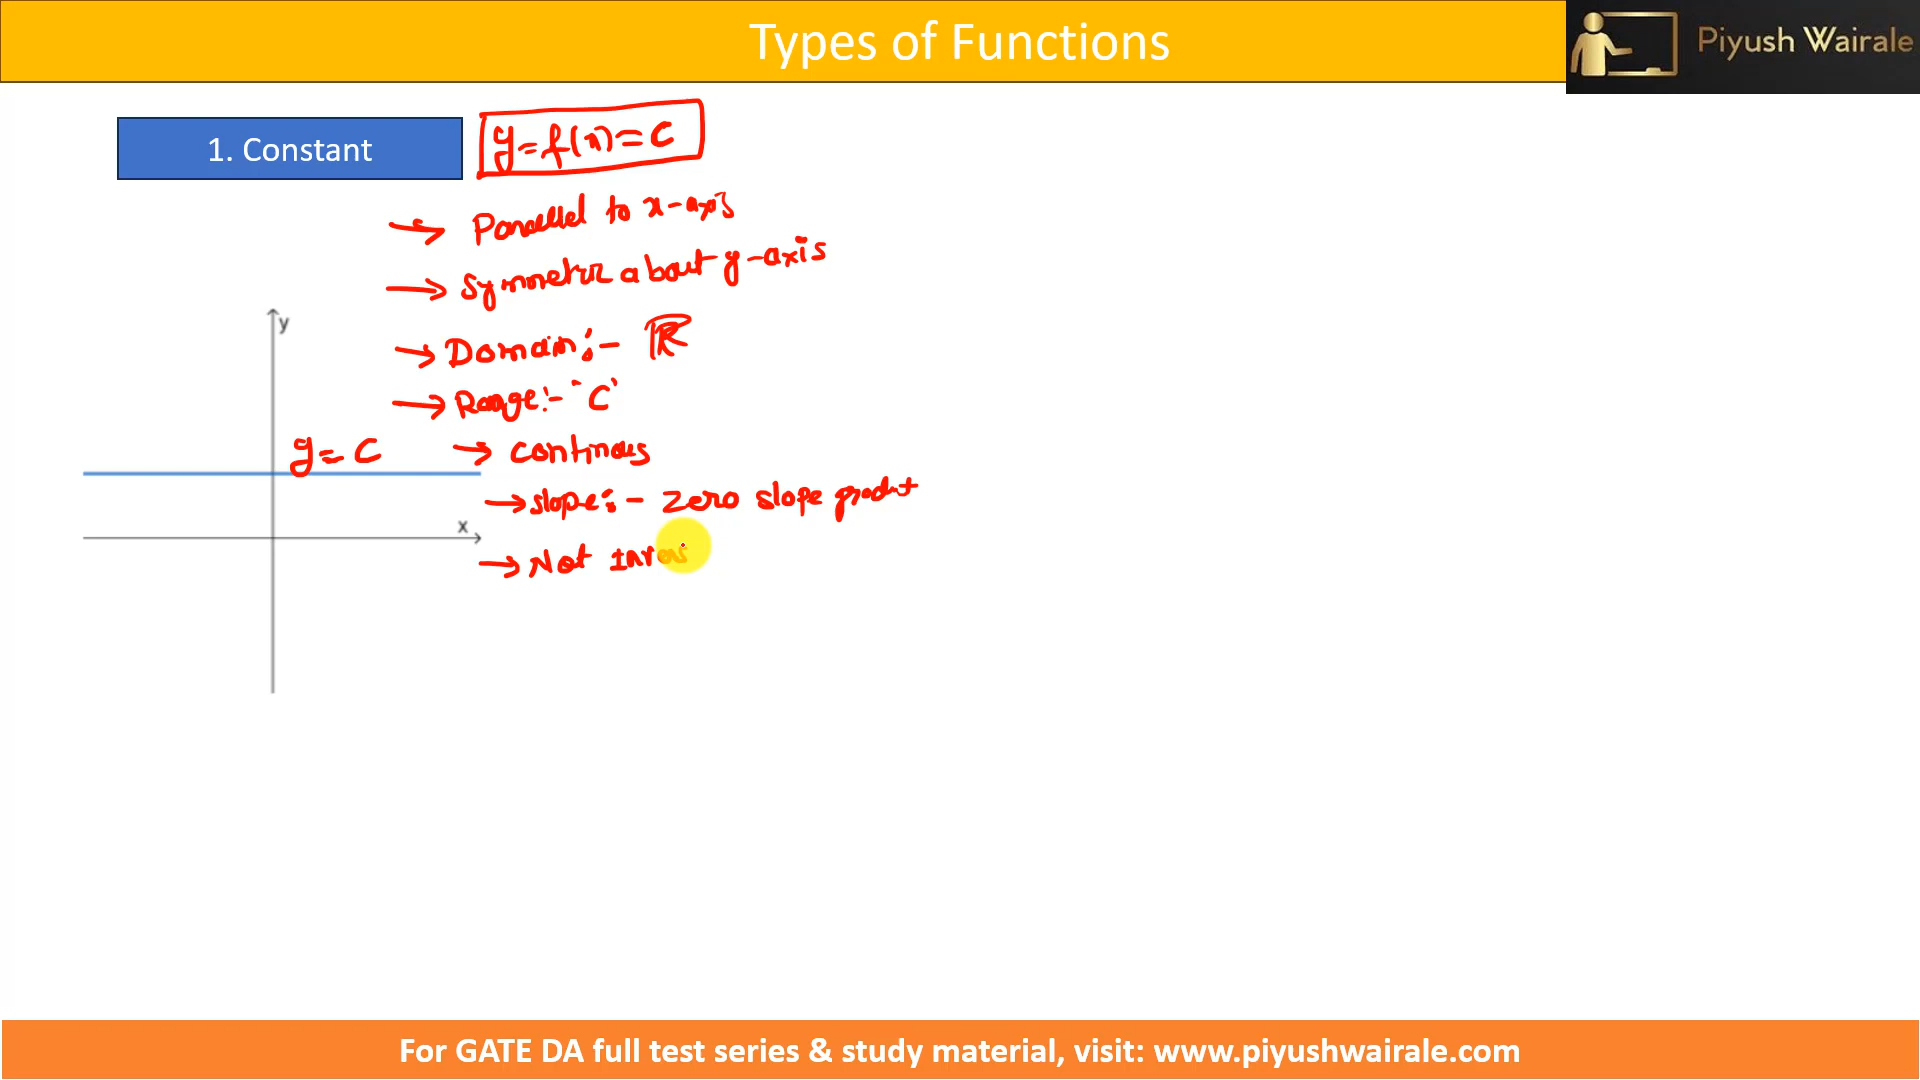 Types of Functions
Piyush Wairale
1. Constant
y=f(x)=C
→ Parallel to x-axis
→ Symmetric about y-axis
y
→ Domain:- ℝ
→ Range:- 'C'
y=C
→ continous
→ slope:- zero slope
x
→ Not
For GATE DA full test series & study material, visit: www.piyushwairale.com